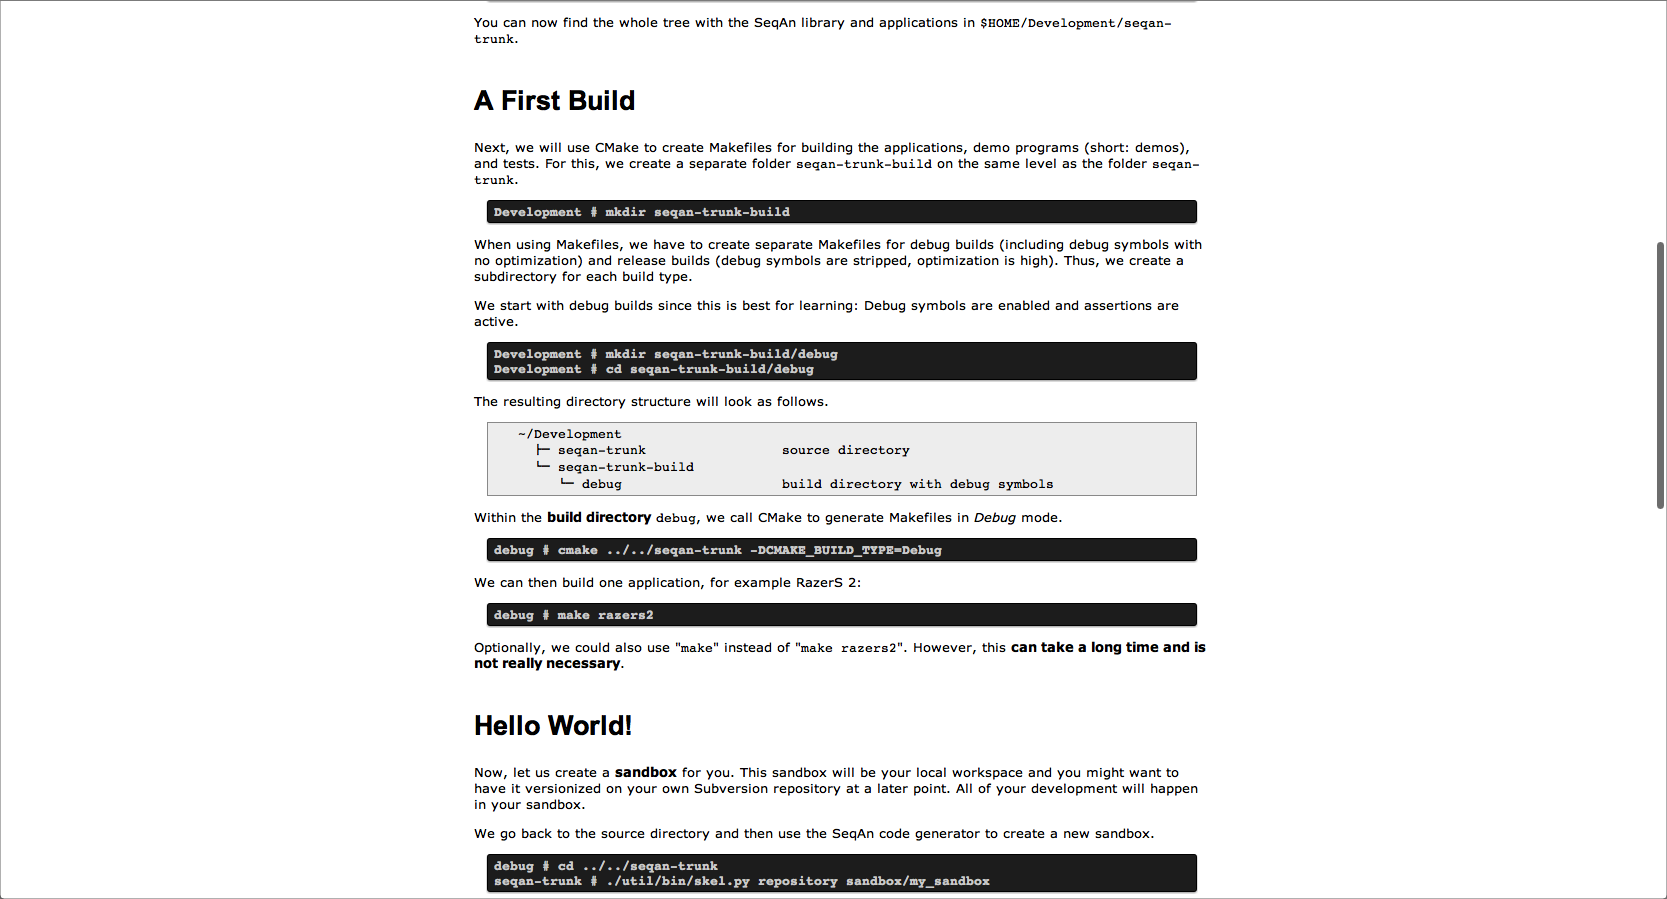 You can now find the whole tree with the SeqAn library and applications in $HOME/Development/seqan-
trunk.
A First Build
Next, we will use CMake to create Makefiles for building the applications, demo programs (short: demos),
and tests. For this, we create a separate folder seqan-trunk-build on the same level as the folder seqan-
trunk.
Development # mkdir seqan-trunk-build
When using Makefiles, we have to create separate Makefiles for debug builds (including debug symbols with
no optimization) and release builds (debug symbols are stripped, optimization is high). Thus, we create a
subdirectory for each build type.
We start with debug builds since this is best for learning: Debug symbols are enabled and assertions are
active.
Development # mkdir seqan-trunk-build/debug
Development # cd seqan-trunk-build/debug
The resulting directory structure will look as follows.
~/Development
├─ seqan-trunk source directory
└─ seqan-trunk-build
└─ debug build directory with debug symbols
Within the build directory debug, we call CMake to generate Makefiles in Debug mode.
debug # cmake ../../seqan-trunk -DCMAKE_BUILD_TYPE=Debug
We can then build one application, for example RazerS 2:
debug # make razers2
Optionally, we could also use "make" instead of "make razers2". However, this can take a long time and is
not really necessary.
Hello World!
Now, let us create a sandbox for you. This sandbox will be your local workspace and you might want to
have it versionized on your own Subversion repository at a later point. All of your development will happen
in your sandbox.
We go back to the source directory and then use the SeqAn code generator to create a new sandbox.
debug # cd ../../seqan-trunk
seqan-trunk # ./util/bin/skel.py repository sandbox/my_sandbox